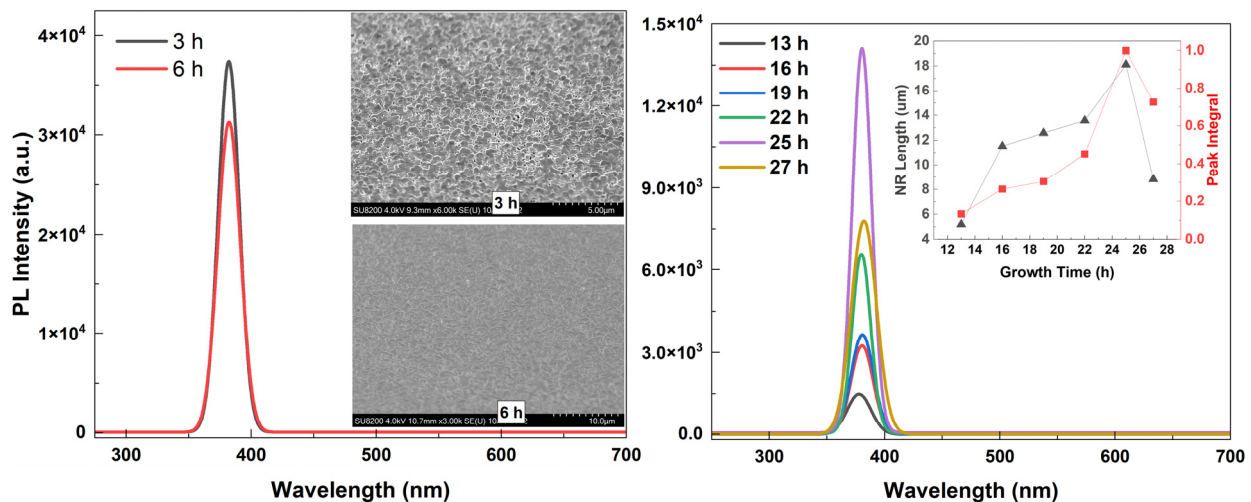 PL Intensity (a.u.)
4×10⁴
3×10⁴
2×10⁴
1×10⁴
0
3 h
6 h
3 h
SU8200 4.0kV 9.3mm x6.00k SE(U)
5.00µm
6 h
SU8200 4.0kV 10.7mm x3.00k SE(U)
10.0µm
300
400
500
600
700
Wavelength (nm)
1.5×10⁴
1.2×10⁴
9.0×10³
6.0×10³
3.0×10³
0.0
13 h
16 h
19 h
22 h
25 h
27 h
NR Length (um)
20
18
16
14
12
10
8
6
4
12 14 16 18 20 22 24 26 28
Growth Time (h)
1.0
0.8
0.6
0.4
0.2
0.0
Peak Integral
300
400
500
600
700
Wavelength (nm)